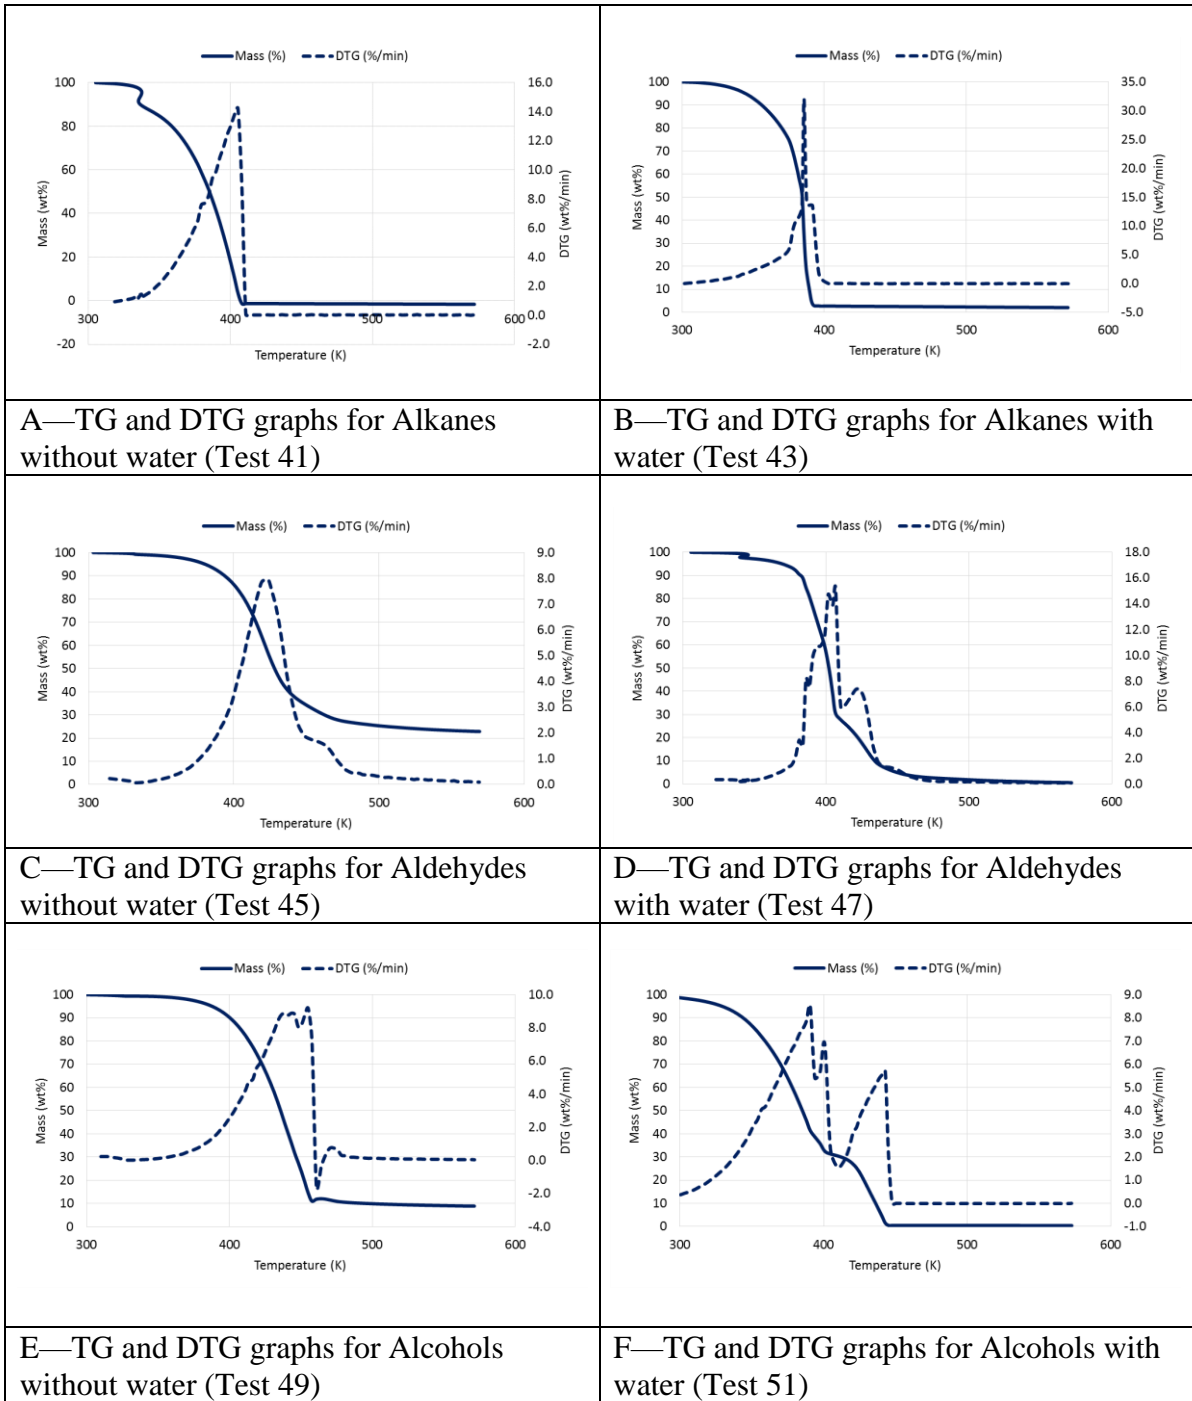 Mass (%) DTG (%/min)
100 16.0
14.0
80
12.0
60 10.0
8.0
40
6.0
20 4.0
2.0
0
300 400 500 600 0.0
-20 -2.0
Mass (wt%)
DTG (wt%/min)
Temperature (K)
Mass (%) DTG (%/min)
100 35.0
90 30.0
80
25.0
70
60 20.0
50 15.0
40
10.0
30
5.0
20
10 0.0
0 -5.0
300 400 500 600
Mass (wt%)
DTG (wt%/min)
Temperature (K)
A—TG and DTG graphs for Alkanes
without water (Test 41)
B—TG and DTG graphs for Alkanes with
water (Test 43)
Mass (%) DTG (%/min)
100 9.0
90 8.0
80 7.0
70 6.0
60
5.0
50
4.0
40
30 3.0
20 2.0
10 1.0
0 0.0
300 400 500 600
Mass (wt%)
DTG (wt%/min)
Temperature (K)
Mass (%) DTG (%/min)
100 18.0
90 16.0
80 14.0
70 12.0
60
10.0
50
8.0
40
30 6.0
20 4.0
10 2.0
0 0.0
300 400 500 600
Mass (wt%)
DTG (wt%/min)
Temperature (K)
C—TG and DTG graphs for Aldehydes
without water (Test 45)
D—TG and DTG graphs for Aldehydes
with water (Test 47)
Mass (%) DTG (%/min)
100 10.0
90
8.0
80
70 6.0
60
4.0
50
40 2.0
30 0.0
20
-2.0
10
0 -4.0
300 400 500 600
Mass (wt%)
DTG (wt%/min)
Temperature (K)
Mass (%) DTG (%/min)
100 9.0
90 8.0
80 7.0
70 6.0
60 5.0
50 4.0
40 3.0
30 2.0
20 1.0
10 0.0
0 -1.0
300 400 500 600
Mass (wt%)
DTG (wt%/min)
Temperature (K)
E—TG and DTG graphs for Alcohols
without water (Test 49)
F—TG and DTG graphs for Alcohols with
water (Test 51)